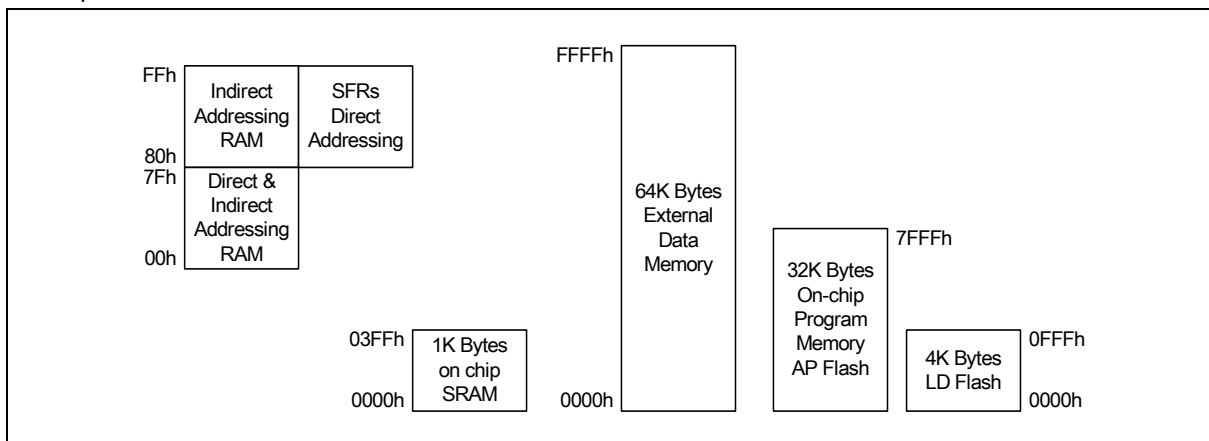 FFh
Indirect
Addressing
RAM
SFRs
Direct
Addressing
80h
7Fh
Direct &
Indirect
Addressing
RAM
00h
03FFh
1K Bytes
on chip
SRAM
0000h
FFFFh
64K Bytes
External
Data
Memory
0000h
7FFFh
32K Bytes
On-chip
Program
Memory
AP Flash
0FFFh
4K Bytes
LD Flash
0000h